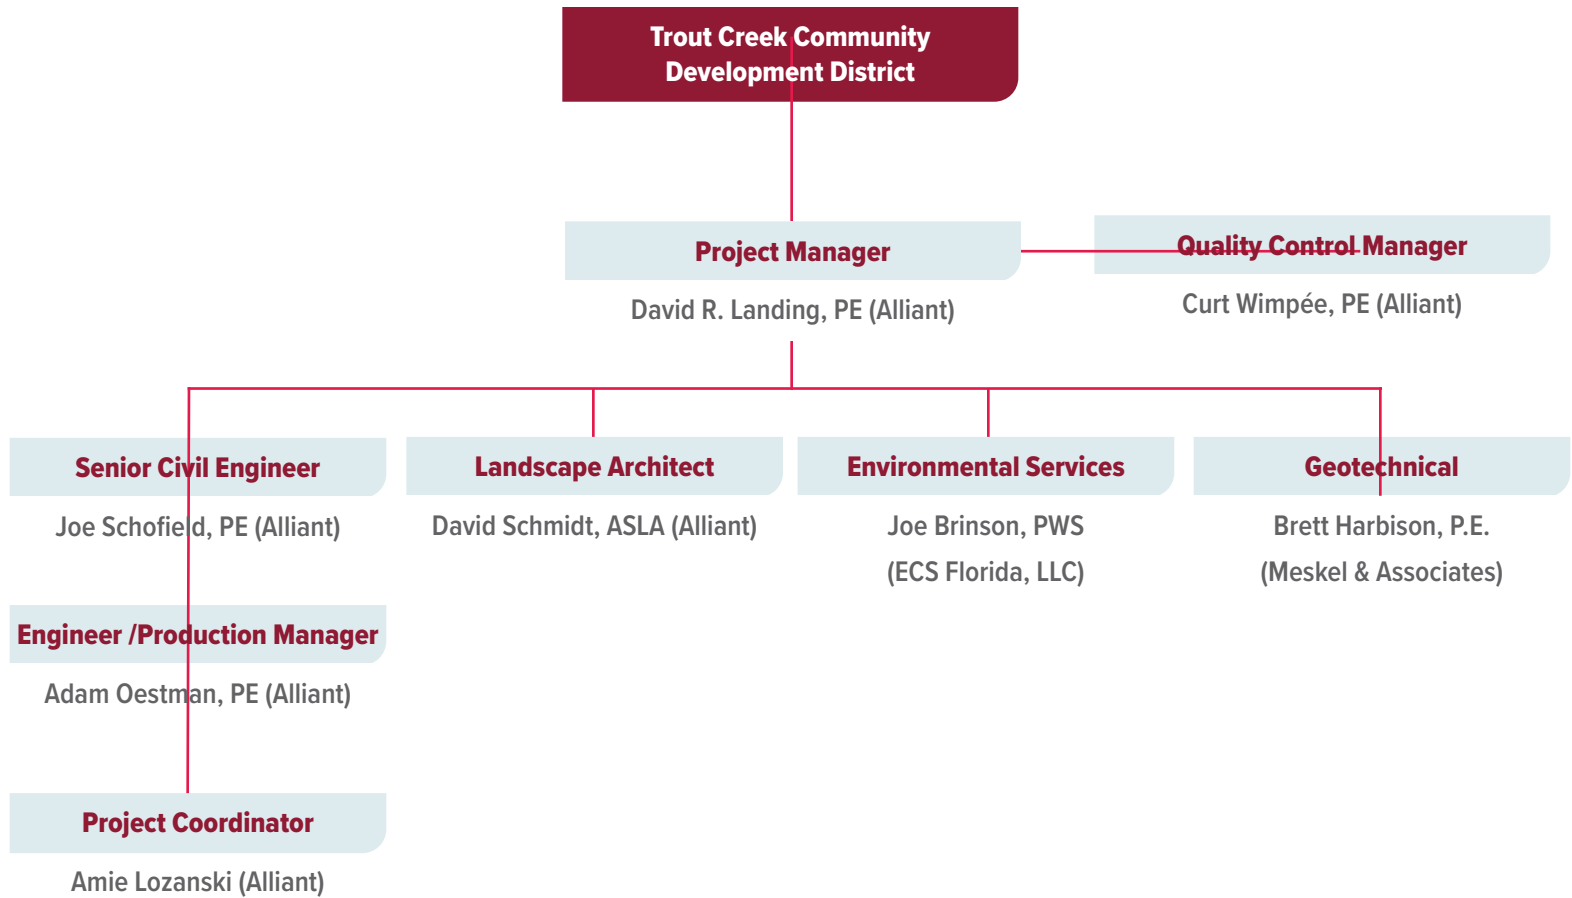 Trout Creek Community
Development District
Project Manager
David R. Landing, PE (Alliant)
Quality Control Manager
Curt Wimpée, PE (Alliant)
Senior Civil Engineer
Joe Schofield, PE (Alliant)
Landscape Architect
David Schmidt, ASLA (Alliant)
Environmental Services
Joe Brinson, PWS
(ECS Florida, LLC)
Geotechnical
Brett Harbison, P.E.
(Meskel & Associates)
Engineer /Production Manager
Adam Oestman, PE (Alliant)
Project Coordinator
Amie Lozanski (Alliant)